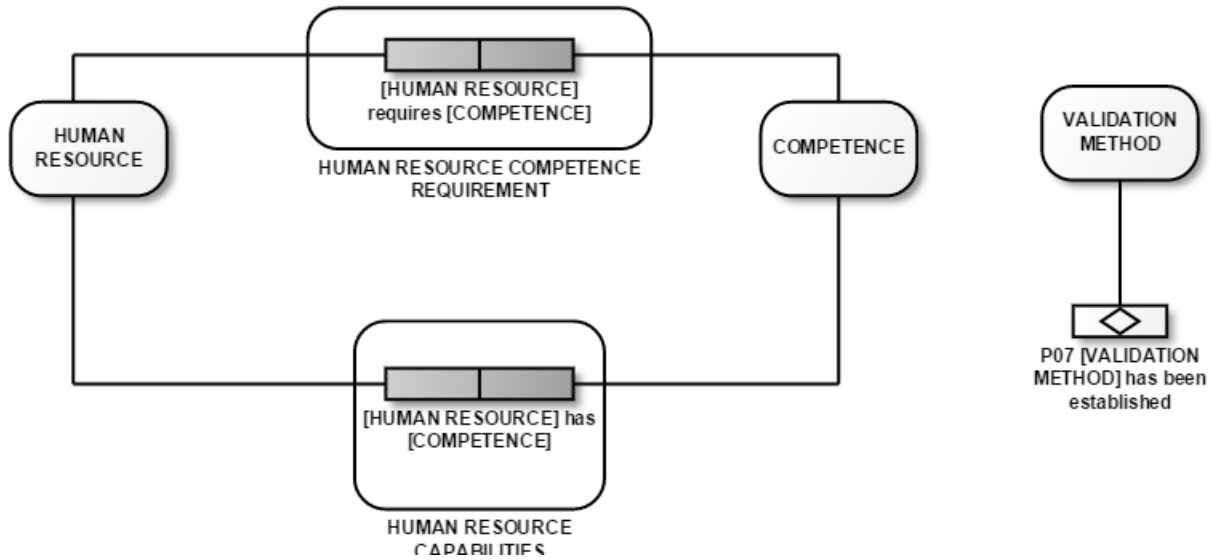 [HUMAN RESOURCE]
requires [COMPETENCE]
HUMAN RESOURCE COMPETENCE
REQUIREMENT
HUMAN
RESOURCE
COMPETENCE
VALIDATION
METHOD
[HUMAN RESOURCE] has
[COMPETENCE]
HUMAN RESOURCE
CAPABILITIES
P07 [VALIDATION
METHOD] has been
established